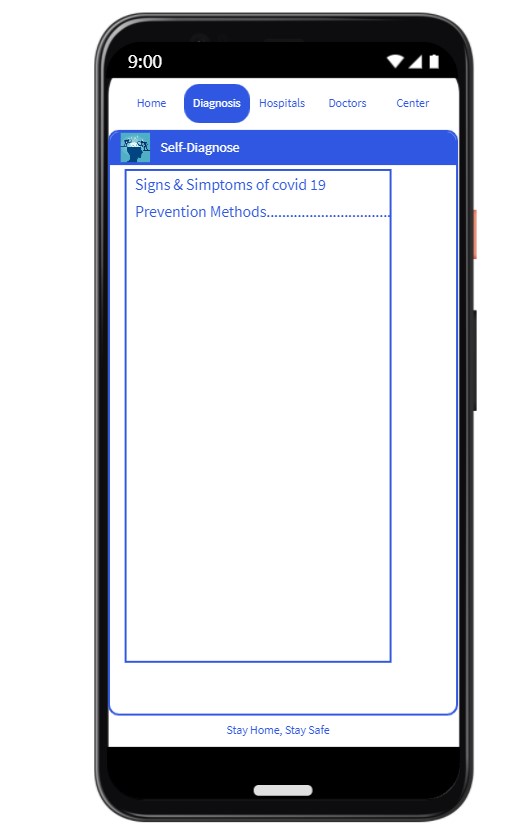 9:00
Home Diagnosis Hospitals Doctors Center
Self-Diagnose
Signs & Simptoms of covid 19
Prevention Methods...............................
Stay Home, Stay Safe